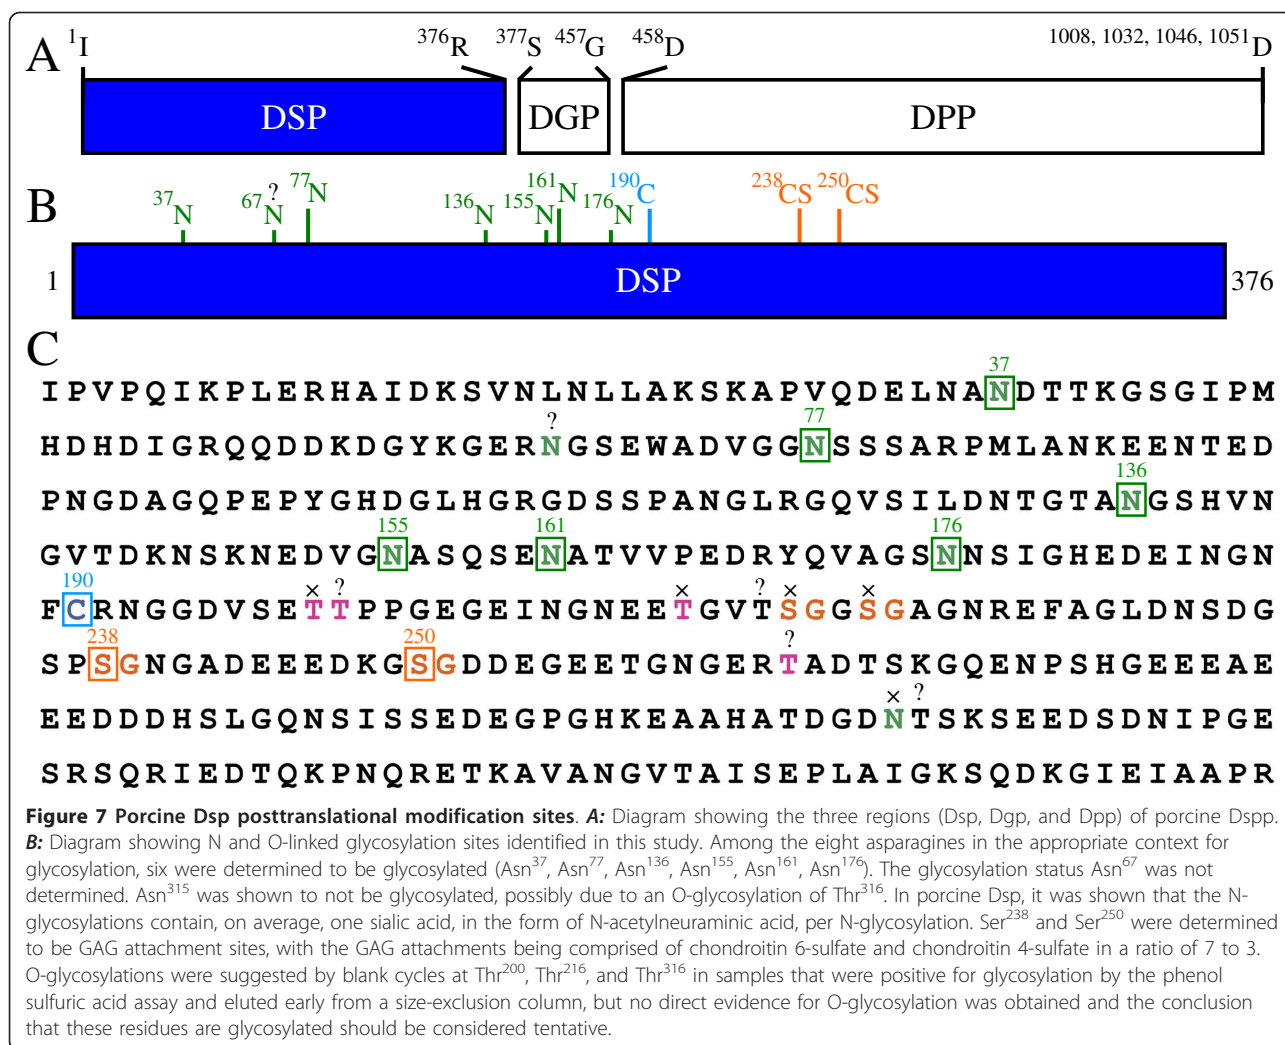 A
¹I ³⁷⁶R ³⁷⁷S ⁴⁵⁷G ⁴⁵⁸D ¹⁰⁰⁸, ¹⁰³², ¹⁰⁴⁶, ¹⁰⁵¹D
DSP DGP DPP
B
³⁷N ⁶⁷N ? ⁷⁷N ¹³⁶N ¹⁵⁵N ¹⁶¹N ¹⁷⁶N ¹⁹⁰C ²³⁸CS ²⁵⁰CS
1 DSP 376
C
37
IPVPQIKPLERHAIDKSVNLNLLAKSKAPVQDELNANDTTKGSGIPM
? 77
HDHDIGRQQDDKDGYKGERNGSEWADVGGNSSSARPMLANKEENTED
136
PNGDAGQPEPYGHDGLHGRGDSSPANGLRGQVSILDNTGTANGSHVN
155 161 176
GVTDKNSKNEDVGNASQSENATVVPEDRYQVAGSNNSIGHEDEINGN
190 × ? × ? × ×
FCRNGGDVSETTPPGEGEINGNEETGVTSGGSGAGNREFAGLDNSDG
238 250 ?
SPSGNGADEEEDKGSGDDEGEETGNGERTADTSKGQENPSHGEEEAE
× ?
EEDDDHSLGQNSISSEDEGPGHKEAAHATDGDNTSKSEEDSDNIPGE
SRSQRIEDTQKPNQRETKAVANGVTAISEPLAIGKSQDKGIEIAAPR
Figure 7 Porcine Dsp posttranslational modification sites. A: Diagram showing the three regions (Dsp, Dgp, and Dpp) of porcine Dspp.
B: Diagram showing N and O-linked glycosylation sites identified in this study. Among the eight asparagines in the appropriate context for
glycosylation, six were determined to be glycosylated (Asn³⁷, Asn⁷⁷, Asn¹³⁶, Asn¹⁵⁵, Asn¹⁶¹, Asn¹⁷⁶). The glycosylation status Asn⁶⁷ was not
determined. Asn³¹⁵ was shown to not be glycosylated, possibly due to an O-glycosylation of Thr³¹⁶. In porcine Dsp, it was shown that the N-
glycosylations contain, on average, one sialic acid, in the form of N-acetylneuraminic acid, per N-glycosylation. Ser²³⁸ and Ser²⁵⁰ were determined
to be GAG attachment sites, with the GAG attachments being comprised of chondroitin 6-sulfate and chondroitin 4-sulfate in a ratio of 7 to 3.
O-glycosylations were suggested by blank cycles at Thr²⁰⁰, Thr²¹⁶, and Thr³¹⁶ in samples that were positive for glycosylation by the phenol
sulfuric acid assay and eluted early from a size-exclusion column, but no direct evidence for O-glycosylation was obtained and the conclusion
that these residues are glycosylated should be considered tentative.